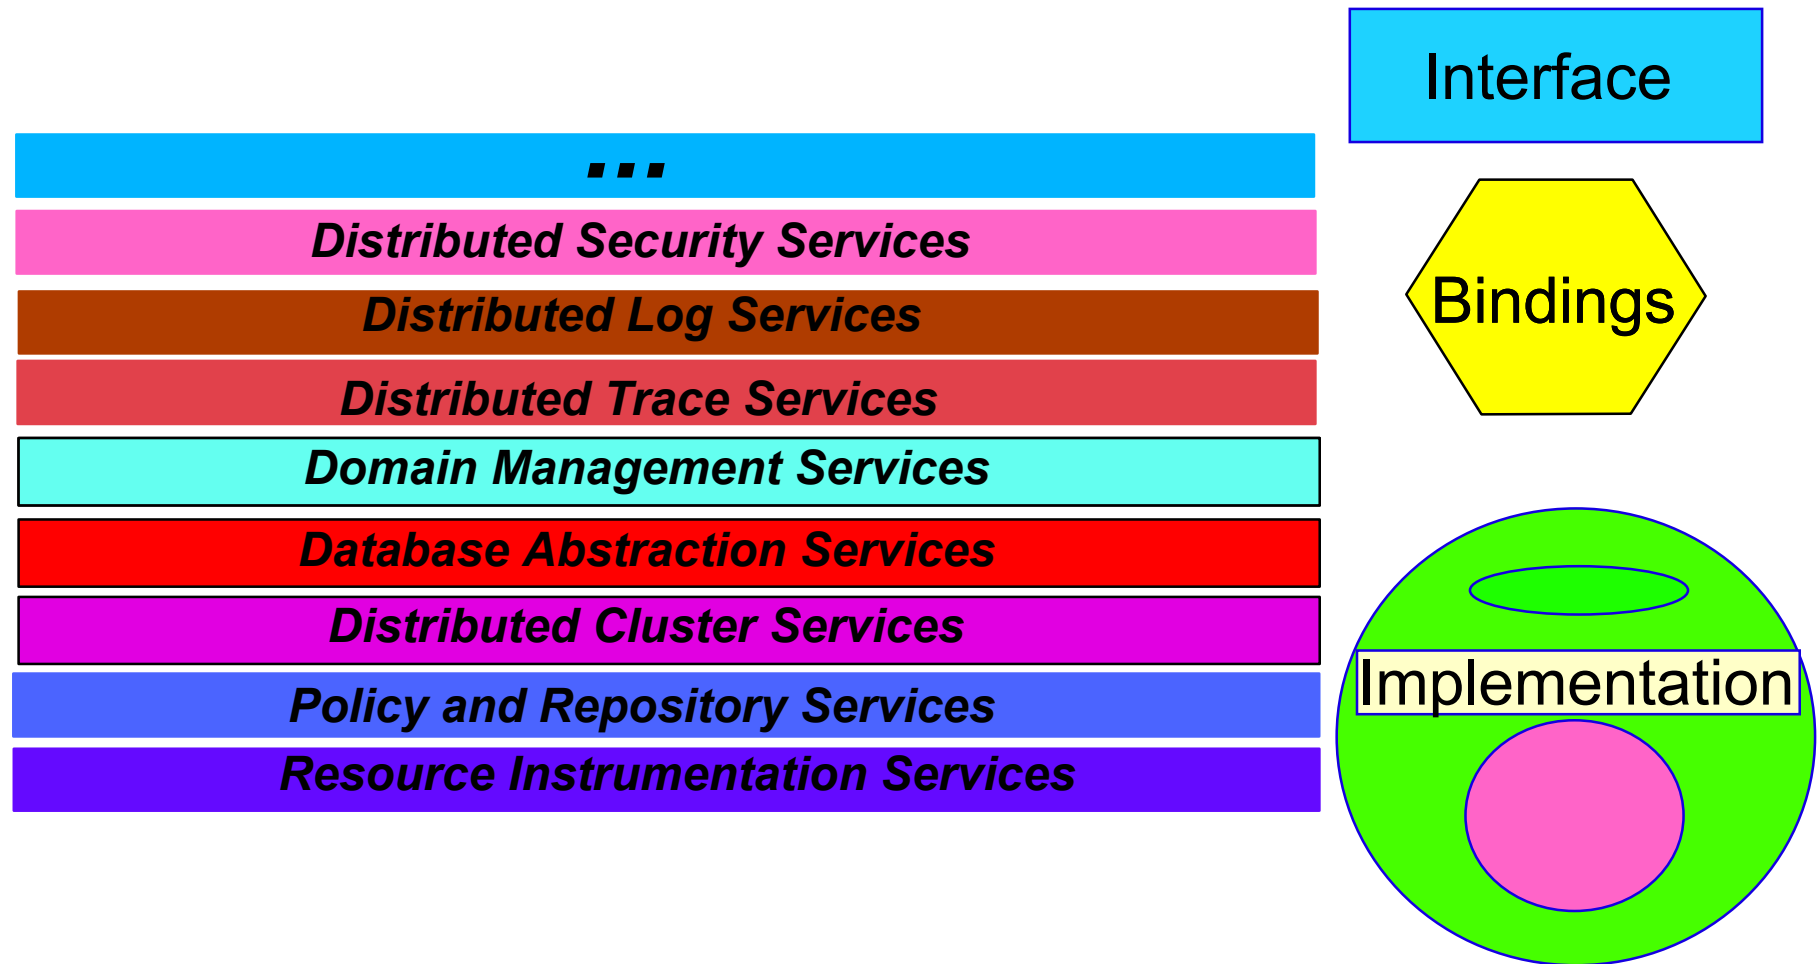 Interface
...
Distributed Security Services
Distributed Log Services
Bindings
Distributed Trace Services
Domain Management Services
Database Abstraction Services
Distributed Cluster Services
Policy and Repository Services
Implementation
Resource Instrumentation Services